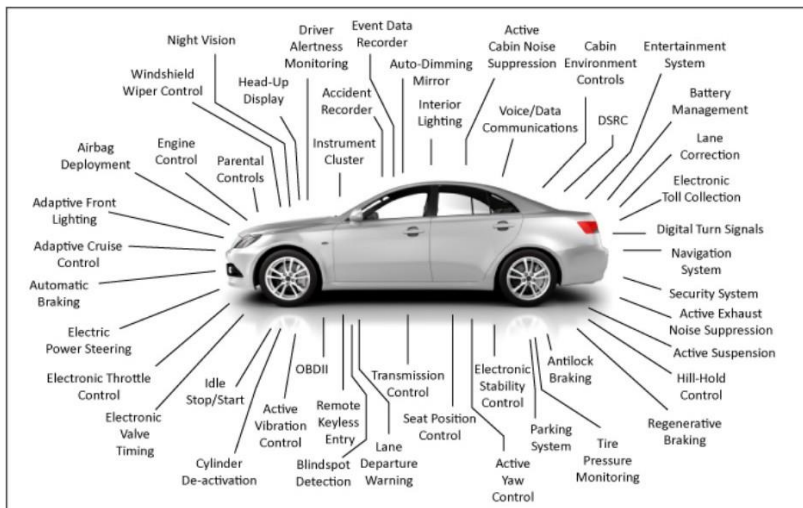 Night Vision
Driver
Alertness
Monitoring
Event Data
Recorder
Active
Cabin Noise
Suppression
Cabin
Environment
Controls
Entertainment
System
Windshield
Wiper Control
Head-Up
Display
Accident
Recorder
Auto-Dimming
Mirror
Interior
Lighting
Voice/Data
Communications
DSRC
Battery
Management
Lane
Correction
Airbag
Deployment
Engine
Control
Parental
Controls
Instrument
Cluster
Electronic
Toll Collection
Adaptive Front
Lighting
Digital Turn Signals
Adaptive Cruise
Control
Navigation
System
Automatic
Braking
Security System
Electric
Power Steering
Active Exhaust
Noise Suppression
Electronic Throttle
Control
Active Suspension
Electronic
Valve
Timing
Idle
Stop/Start
Cylinder
De-activation
Active
Vibration
Control
OBDII
Remote
Keyless
Entry
Blindspot
Detection
Lane
Departure
Warning
Transmission
Control
Seat Position
Control
Electronic
Stability
Control
Active
Yaw
Control
Parking
System
Antilock
Braking
Tire
Pressure
Monitoring
Hill-Hold
Control
Regenerative
Braking